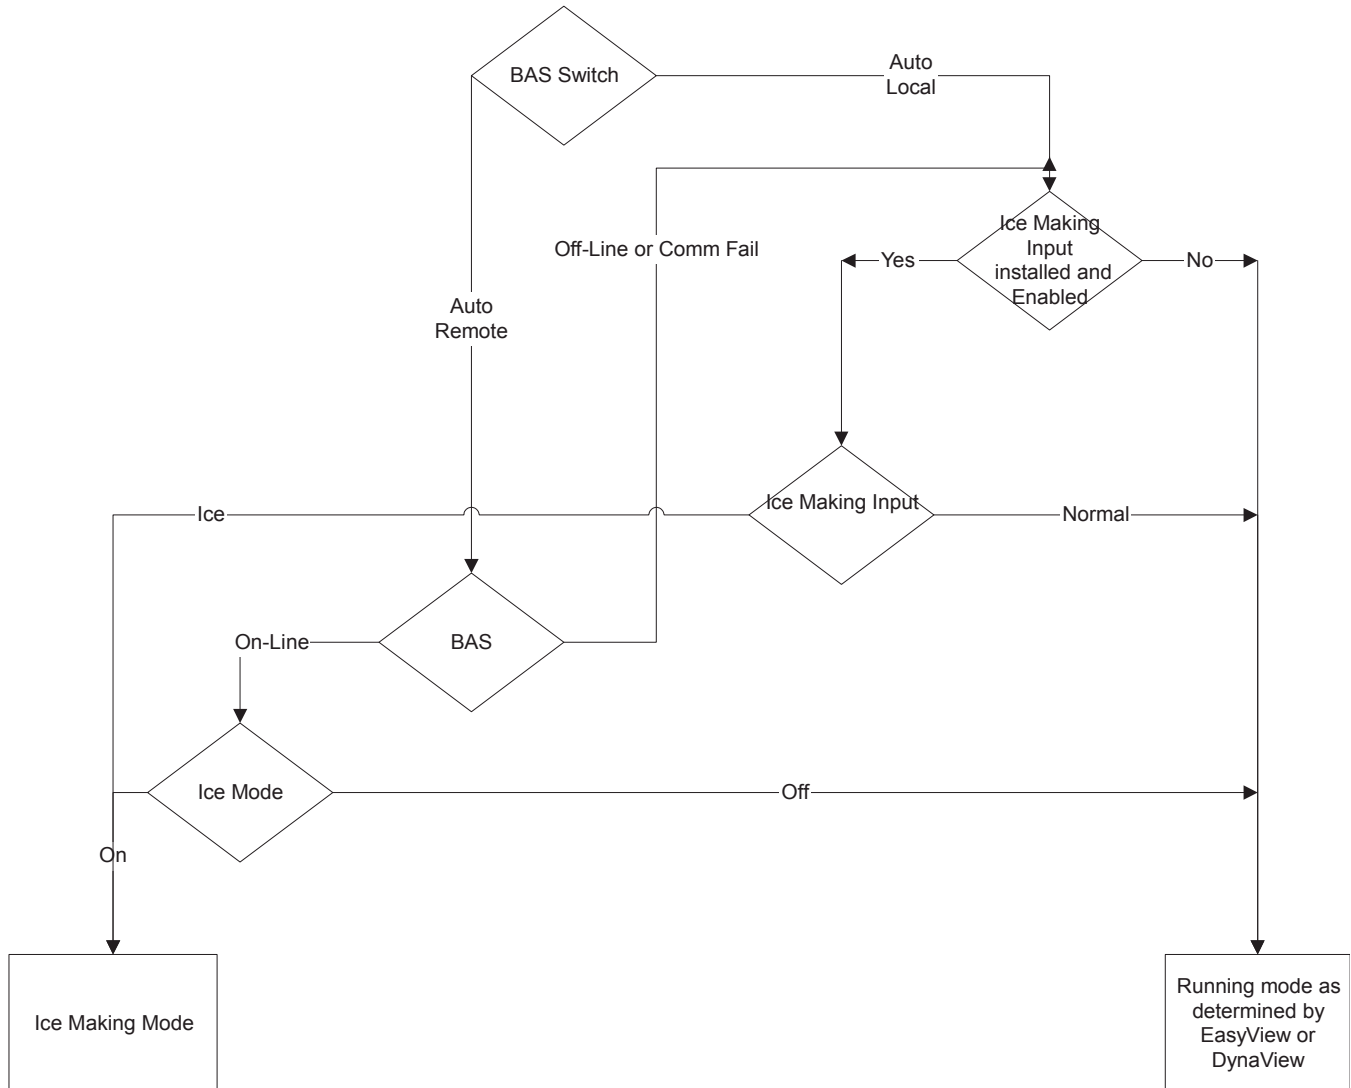 BAS Switch
Auto
Local
Ice Making
Input
installed and
Enabled
Off-Line or Comm Fail
Yes
No
Auto
Remote
Ice Making Input
Ice
Normal
On-Line
BAS
Ice Mode
Off
On
Ice Making Mode
Running mode as
determined by
EasyView or
DynaView